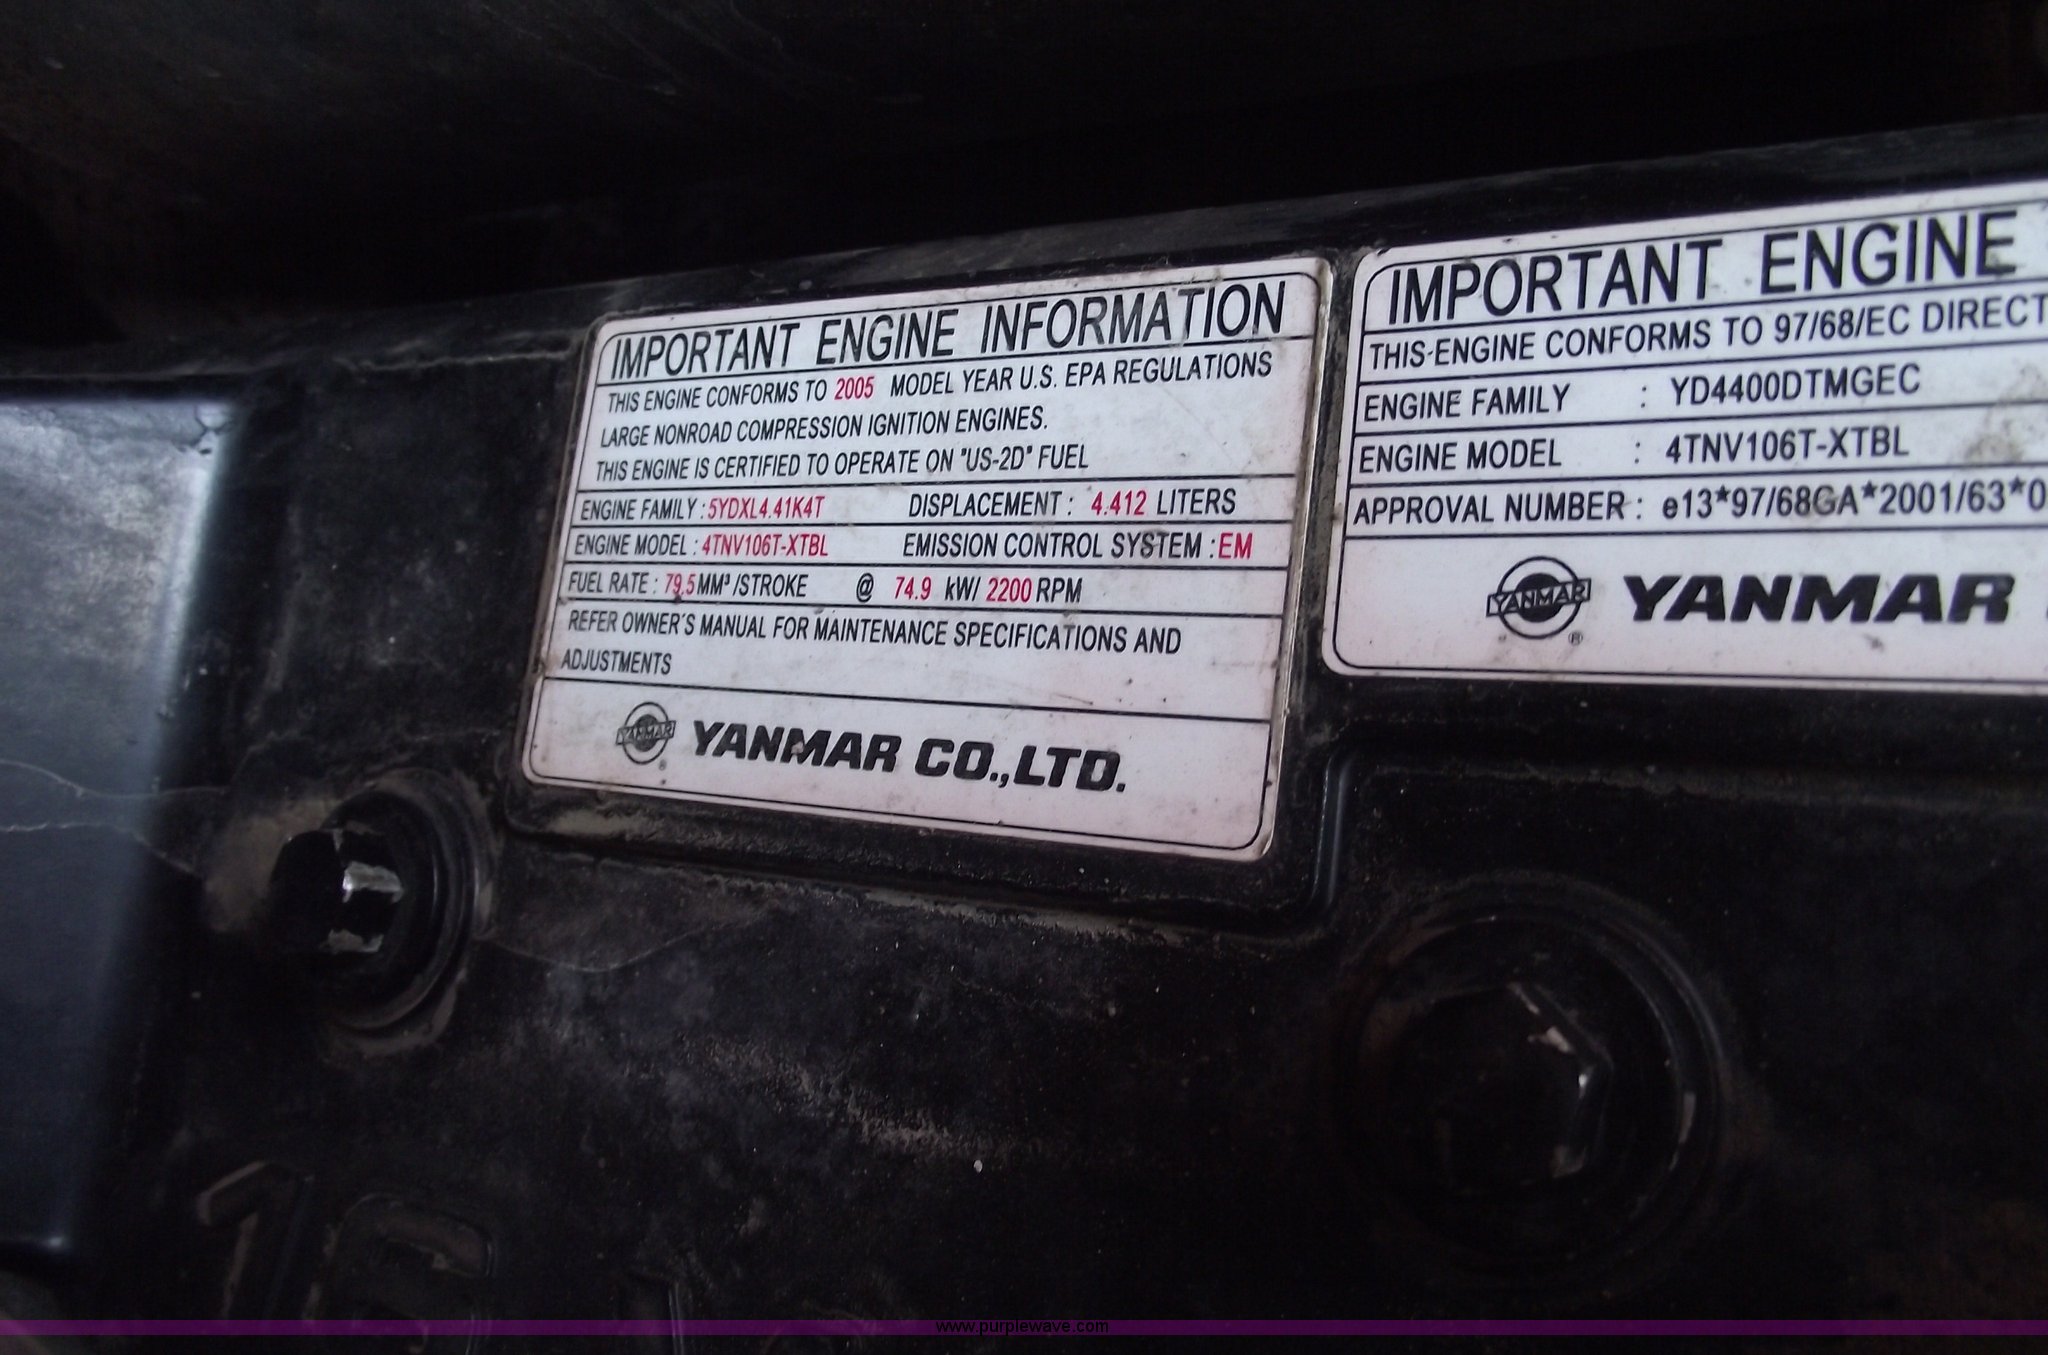 IMPORTANT ENGINE INFORMATION
THIS ENGINE CONFORMS TO 2005 MODEL YEAR U.S. EPA REGULATIONS
LARGE NONROAD COMPRESSION IGNITION ENGINES.
THIS ENGINE IS CERTIFIED TO OPERATE ON "US-2D" FUEL
ENGINE FAMILY : 5YDXL4.41K4T DISPLACEMENT : 4.412 LITERS
ENGINE MODEL : 4TNV106T-XTBL EMISSION CONTROL SYSTEM : EM
FUEL RATE : 79.5 MM³/STROKE @ 74.9 kW/ 2200 RPM
REFER OWNER'S MANUAL FOR MAINTENANCE SPECIFICATIONS AND
ADJUSTMENTS
YANMAR ® YANMAR CO.,LTD.
IMPORTANT ENGINE
THIS ENGINE CONFORMS TO 97/68/EC DIRECT
ENGINE FAMILY : YD4400DTMGEC
ENGINE MODEL : 4TNV106T-XTBL
APPROVAL NUMBER : e13*97/68GA*2001/63*0
YANMAR ® YANMAR
www.purplewave.com